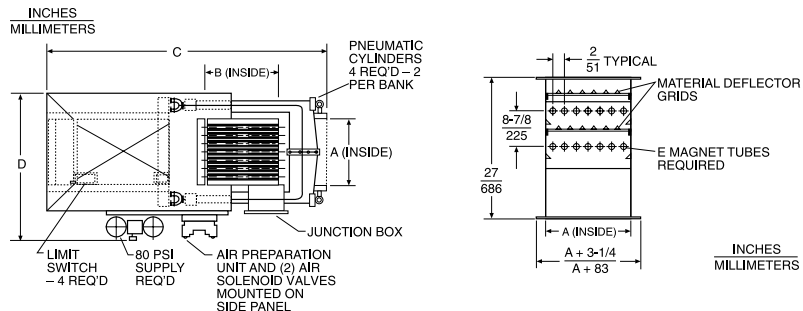 INCHES
MILLIMETERS
C
B (INSIDE)
PNEUMATIC
CYLINDERS
4 REQ'D – 2
PER BANK
D
A (INSIDE)
JUNCTION BOX
LIMIT
SWITCH
– 4 REQ'D
80 PSI
SUPPLY
REQ'D
AIR PREPARATION
UNIT AND (2) AIR
SOLENOID VALVES
MOUNTED ON
SIDE PANEL
2
51
TYPICAL
MATERIAL DEFLECTOR
GRIDS
8-7/8
225
27
686
E MAGNET TUBES
REQUIRED
A (INSIDE)
A + 3-1/4
A + 83
INCHES
MILLIMETERS